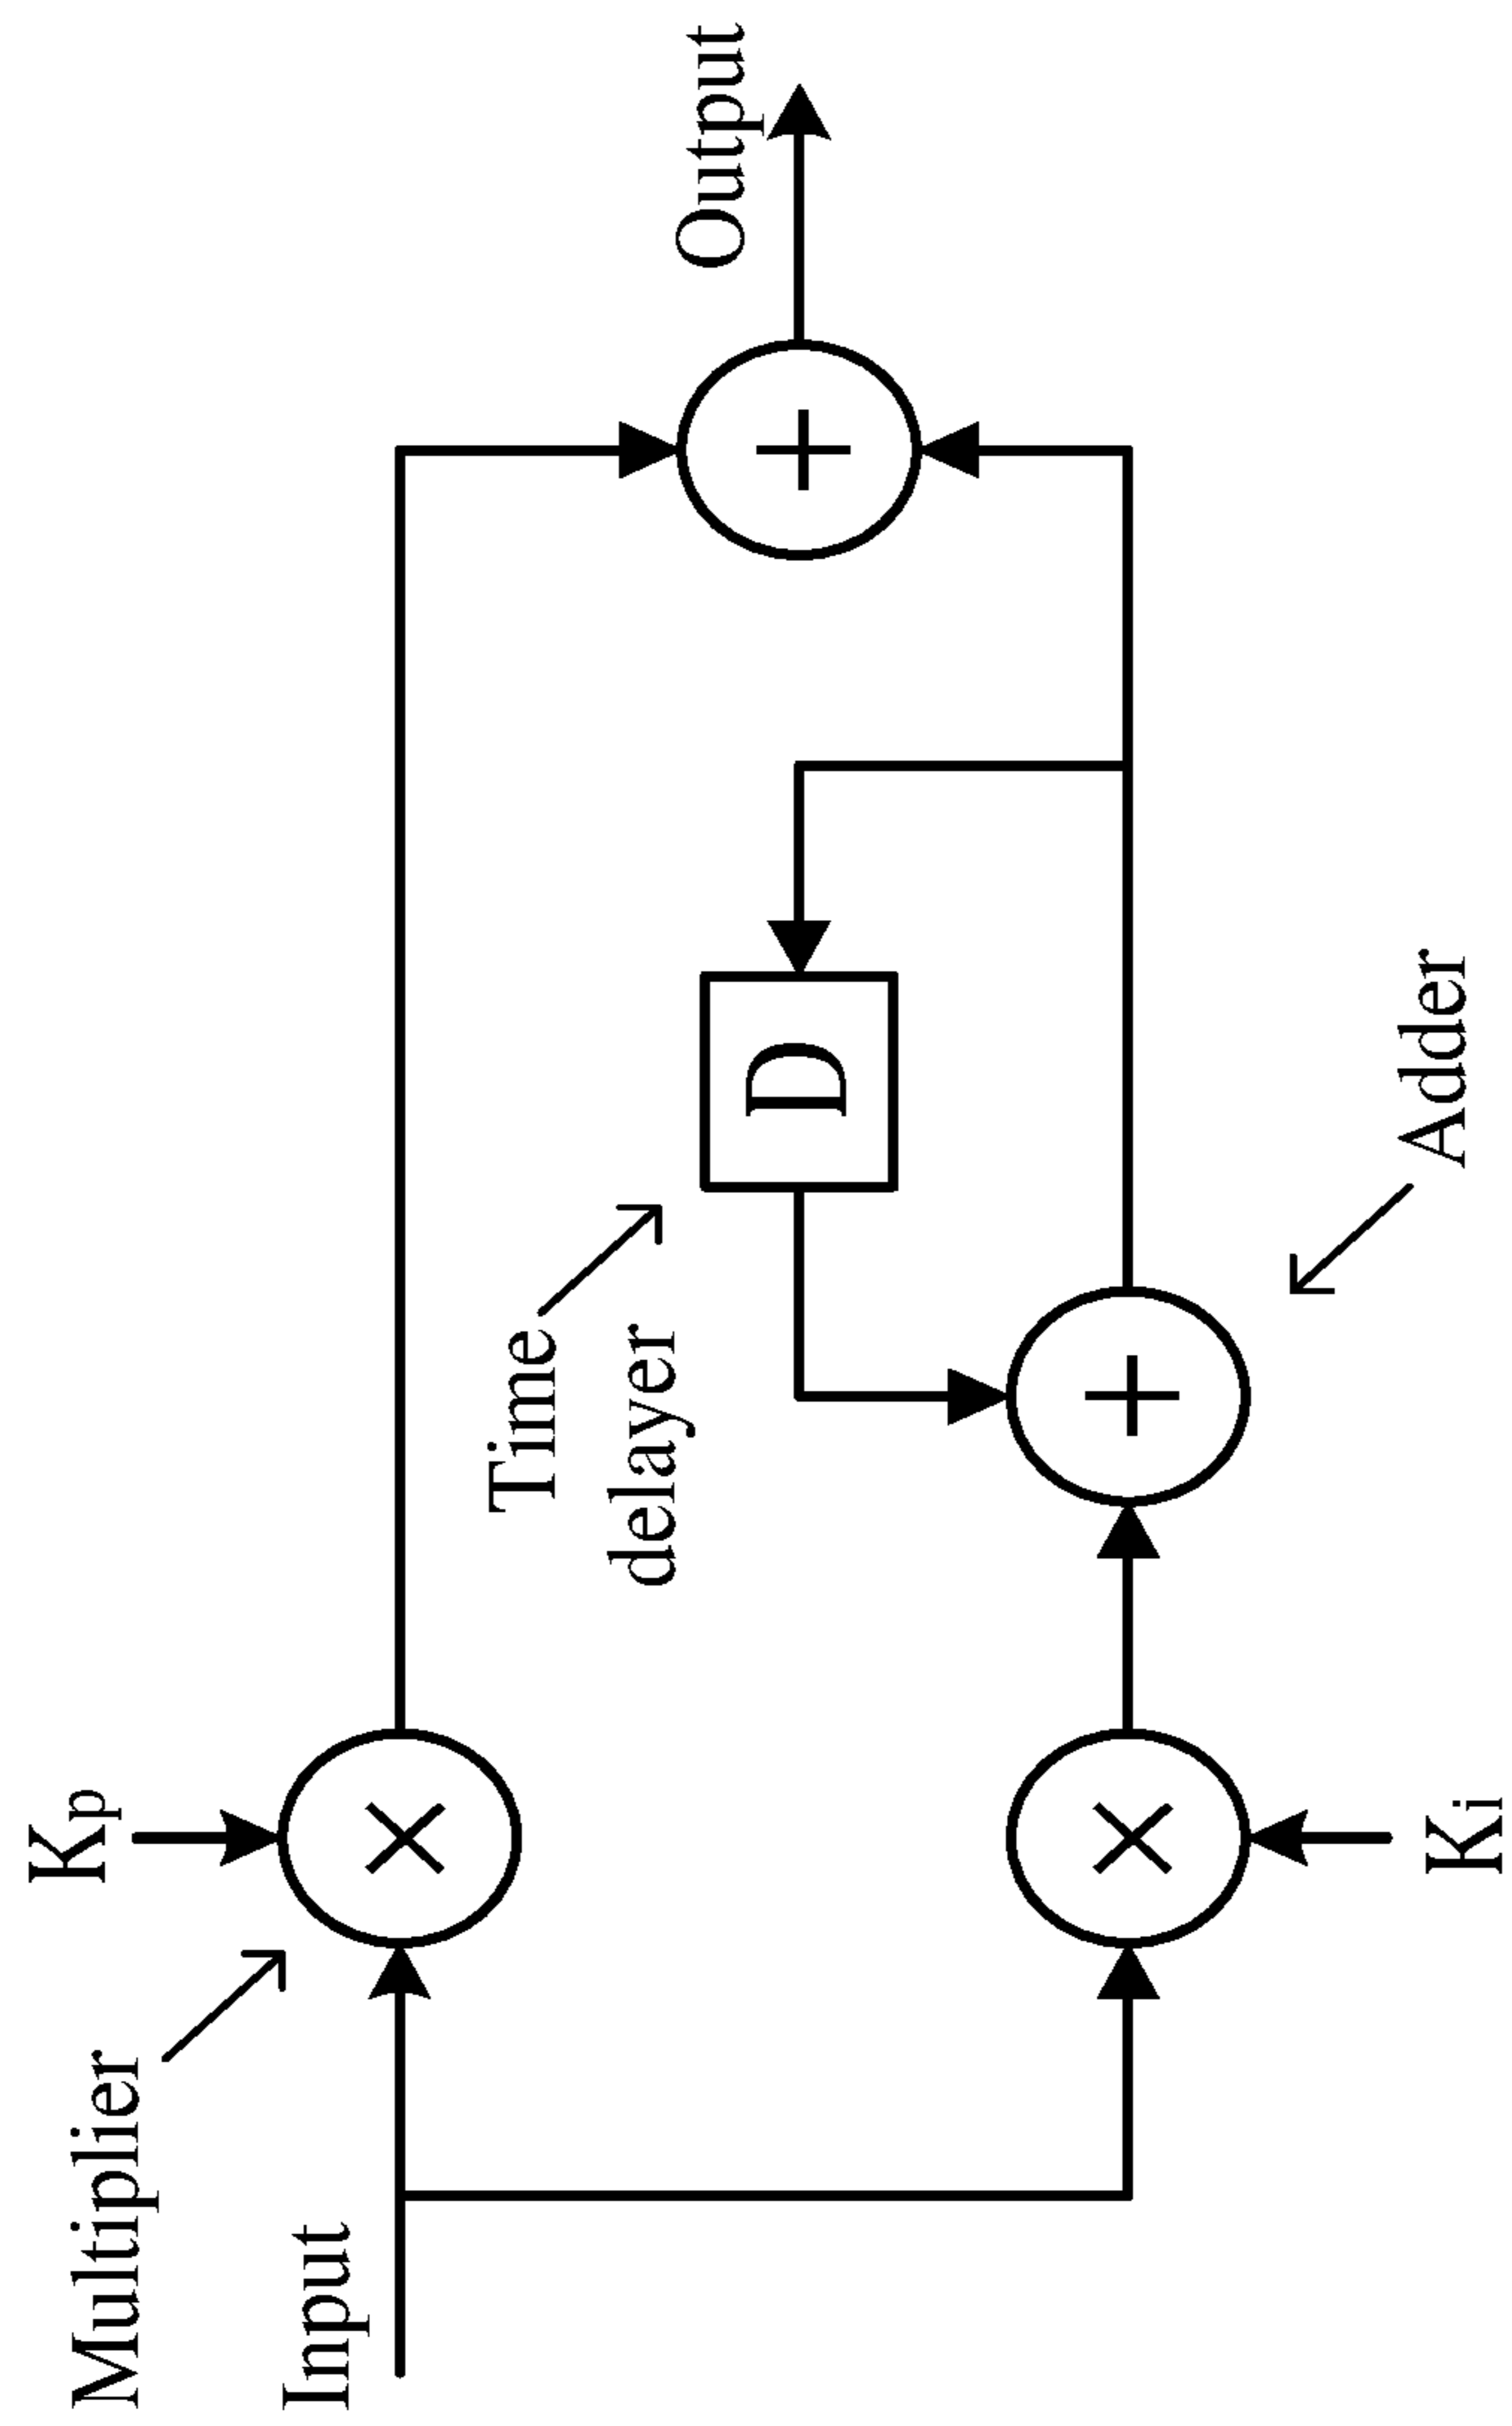 Multiplier
Kp
Input
×
Time
delayer
D
+
Output
×
+
Ki
Adder